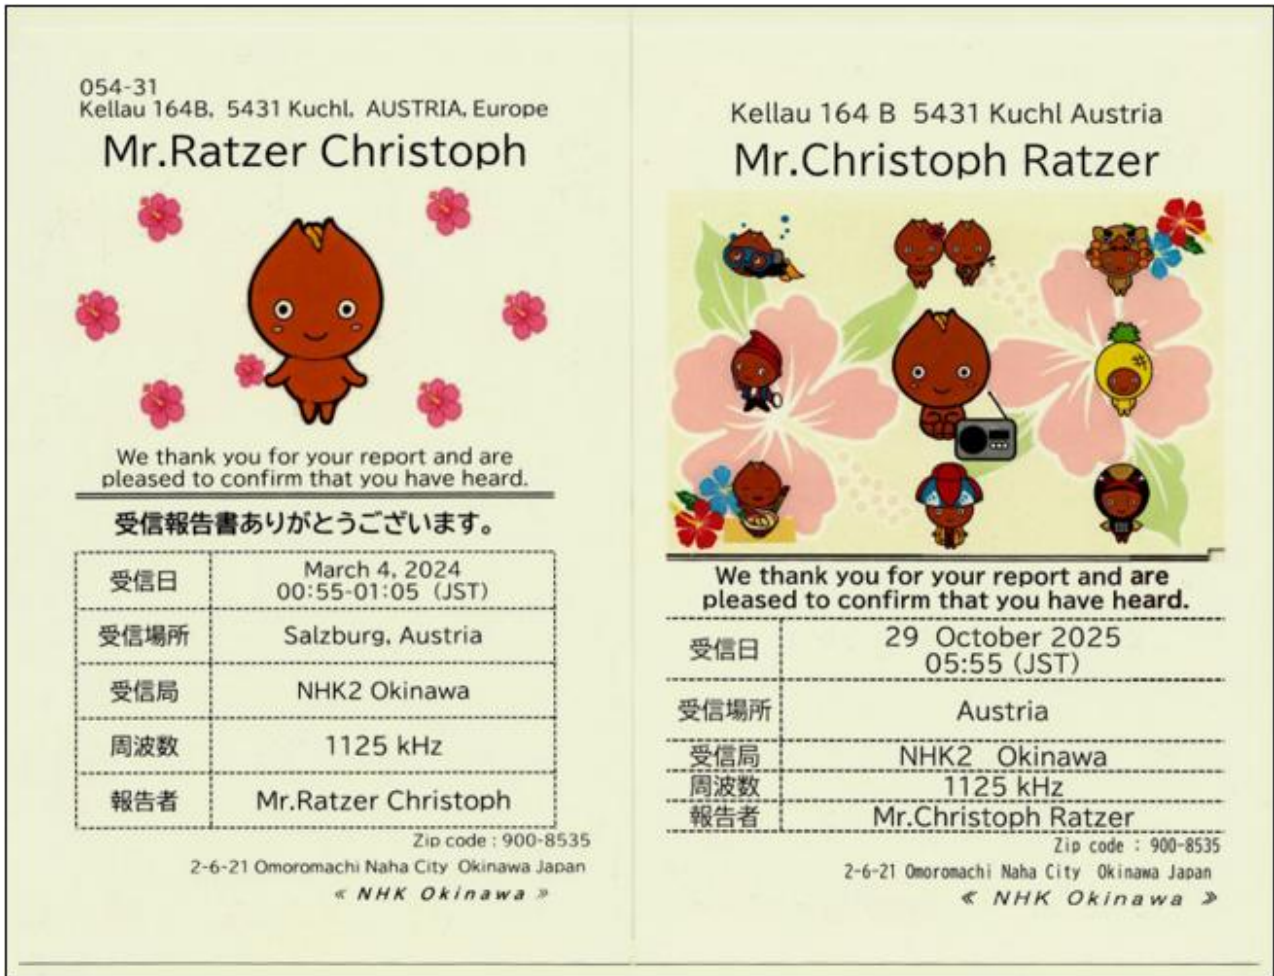 054-31
Kellau 164B, 5431 Kuchl, AUSTRIA, Europe
Mr.Ratzer Christoph
We thank you for your report and are
pleased to confirm that you have heard.
受信報告書ありがとうございます。
受信日 March 4, 2024
00:55-01:05 (JST)
受信場所 Salzburg, Austria
受信局 NHK2 Okinawa
周波数 1125 kHz
報告者 Mr.Ratzer Christoph
Zip code : 900-8535
2-6-21 Omoromachi Naha City Okinawa Japan
« NHK Okinawa »
Kellau 164 B 5431 Kuchl Austria
Mr.Christoph Ratzer
We thank you for your report and are
pleased to confirm that you have heard.
受信日 29 October 2025
05:55 (JST)
受信場所 Austria
受信局 NHK2 Okinawa
周波数 1125 kHz
報告者 Mr.Christoph Ratzer
Zip code : 900-8535
2-6-21 Omoromachi Naha City Okinawa Japan
≪ NHK Okinawa ≫